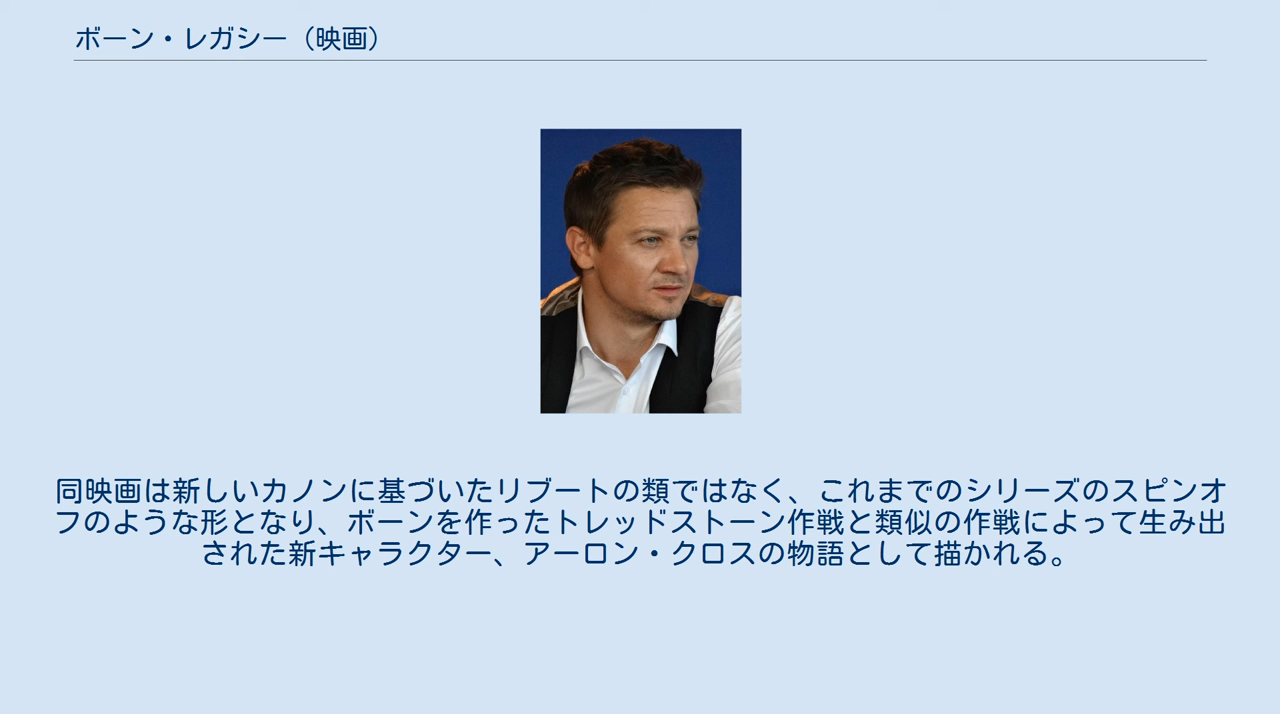 ボーン・レガシー（映画）
同映画は新しいカノンに基づいたリブートの類ではなく、これまでのシリーズのスピンオ
フのような形となり、ボーンを作ったトレッドストーン作戦と類似の作戦によって生み出
された新キャラクター、アーロン・クロスの物語として描かれる。